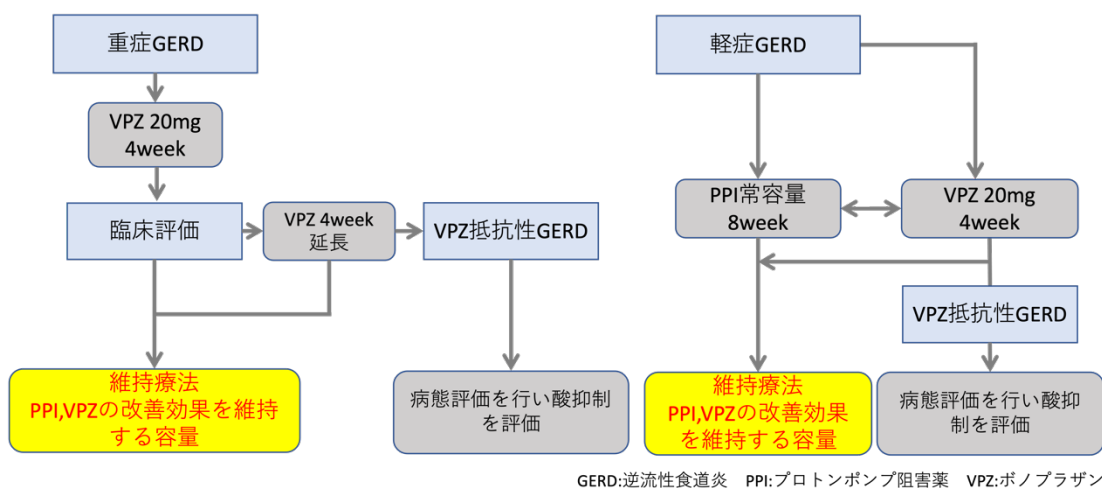 重症GERD
VPZ 20mg
4week
臨床評価
VPZ 4week
延長
VPZ抵抗性GERD
維持療法
PPI,VPZの改善効果を維持
する容量
病態評価を行い酸抑制
を評価
軽症GERD
PPI常容量
8week
VPZ 20mg
4week
VPZ抵抗性GERD
維持療法
PPI,VPZの改善効果
を維持する容量
病態評価を行い酸抑
制を評価
GERD:逆流性食道炎 PPI:プロトンポンプ阻害薬 VPZ:ボノプラザン